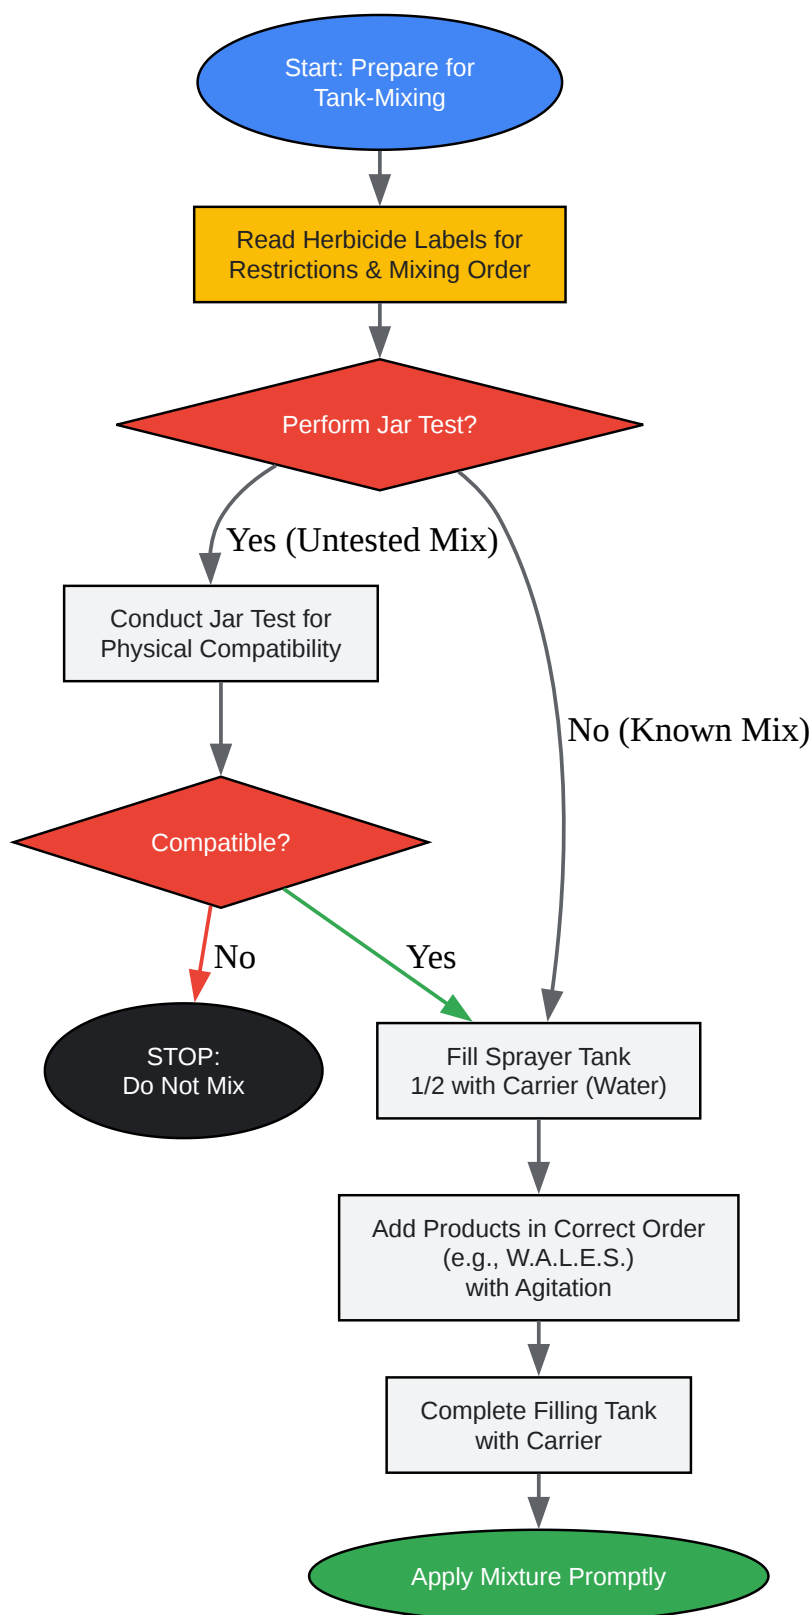 Start: Prepare for
Tank-Mixing
Read Herbicide Labels for
Restrictions & Mixing Order
Perform Jar Test?
Yes (Untested Mix)
Conduct Jar Test for
Physical Compatibility
No (Known Mix)
Compatible?
No
Yes
STOP:
Do Not Mix
Fill Sprayer Tank
1/2 with Carrier (Water)
Add Products in Correct Order
(e.g., W.A.L.E.S.)
with Agitation
Complete Filling Tank
with Carrier
Apply Mixture Promptly